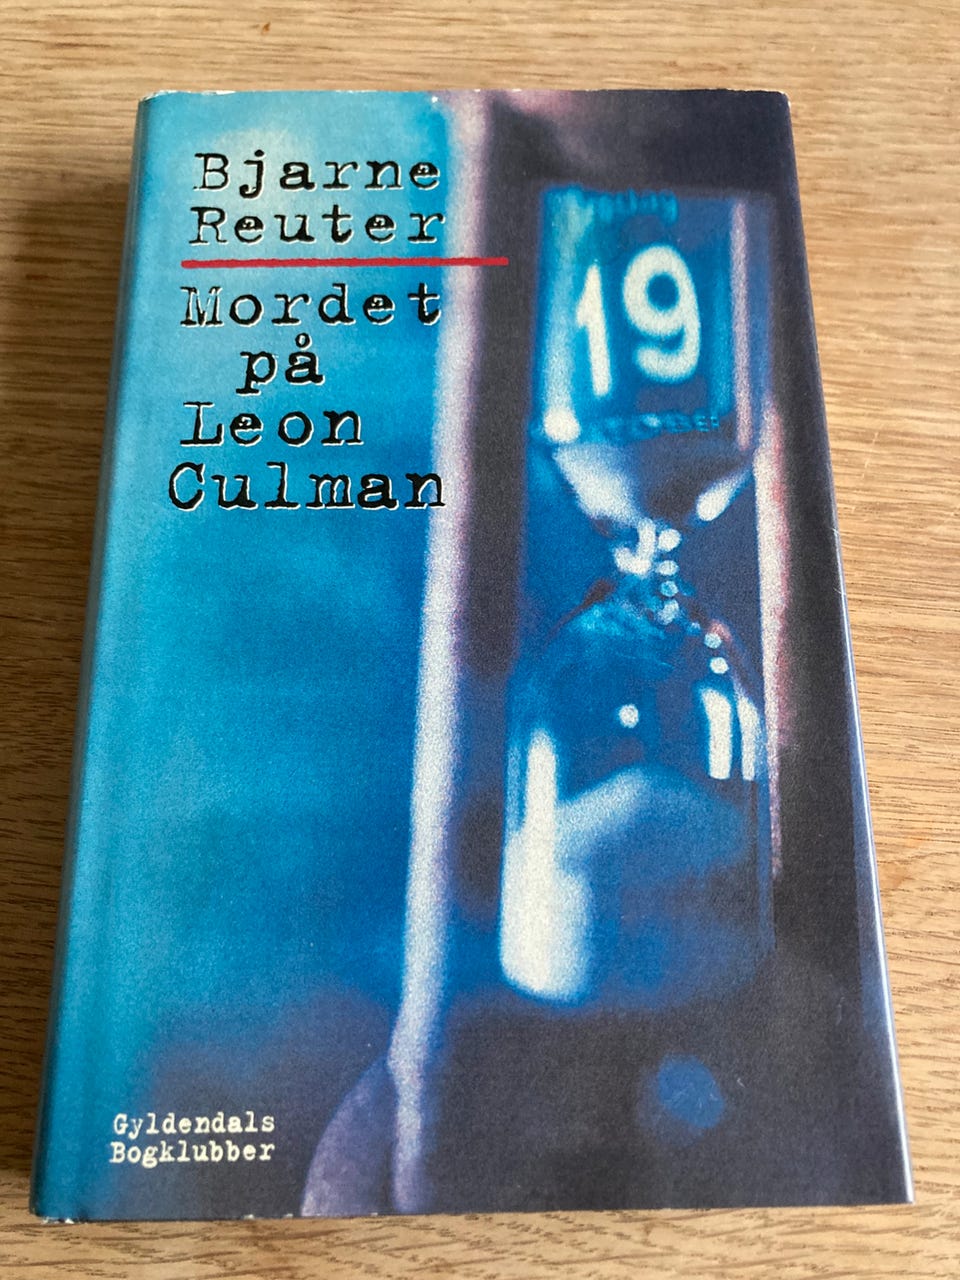 Bjarne
Reuter
Mordet
på
Leon
Culman
19
Gyldendals
Bogklubber